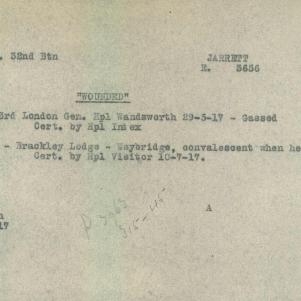 . 32nd Btn JARRETT
E. 3656
"WOUNDED"
3rd London Gen. Hpl Wandsworth 29-5-17 - Gassed
Cert. by Hpl Index
- Brackley Lodge - Weybridge, convalescent when he
Cert. by Hpl Visitor 10-7-17.
A
17